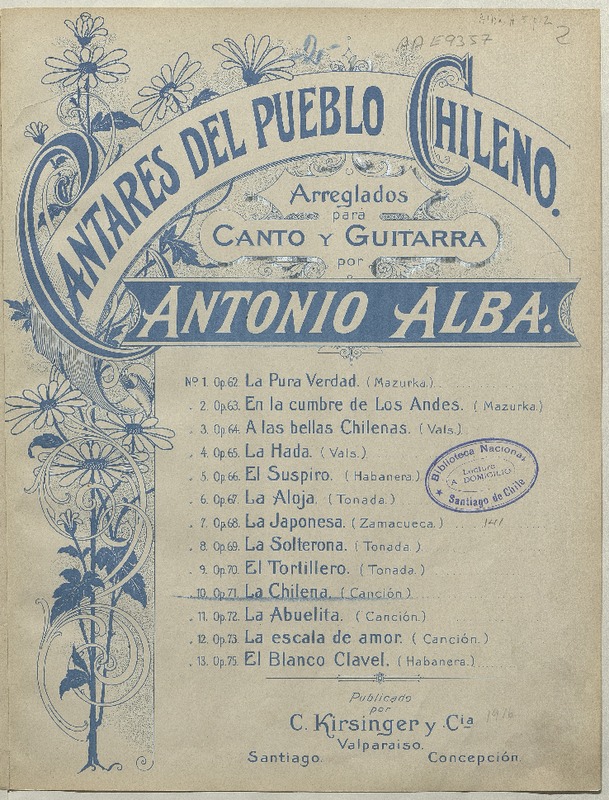 AA E9357
2
CANTARES DEL PUEBLO CHILENO.
Arreglados
para
CANTO Y GUITARRA
por
ANTONIO ALBA.
Nº 1. Op.62 La Pura Verdad. (Mazurka.)
„ 2. Op.63. En la cumbre de Los Andes. (Mazurka.)
„ 3. Op.64. A las bellas Chilenas. (Vals.)
„ 4. Op.65. La Hada. (Vals.)
„ 5. Op.66. El Suspiro. (Habanera.)
„ 6. Op.67. La Aloja. (Tonada.)
„ 7. Op.68. La Japonesa. (Zamacueca.) 141
„ 8. Op.69. La Solterona. (Tonada.)
„ 9. Op.70. El Tortillero. (Tonada.)
„ 10. Op.71. La Chilena. (Canción)
„ 11. Op.72. La Abuelita. (Canción.)
„ 12. Op.73. La escala de amor. (Canción.)
„ 13. Op.75. El Blanco Clavel. (Habanera.)
Biblioteca Nacional
Lectura
A DOMICILIO
Santiago de Chile
Publicado
por
C. Kirsinger y Cia
Valparaiso.
Santiago. Concepción.